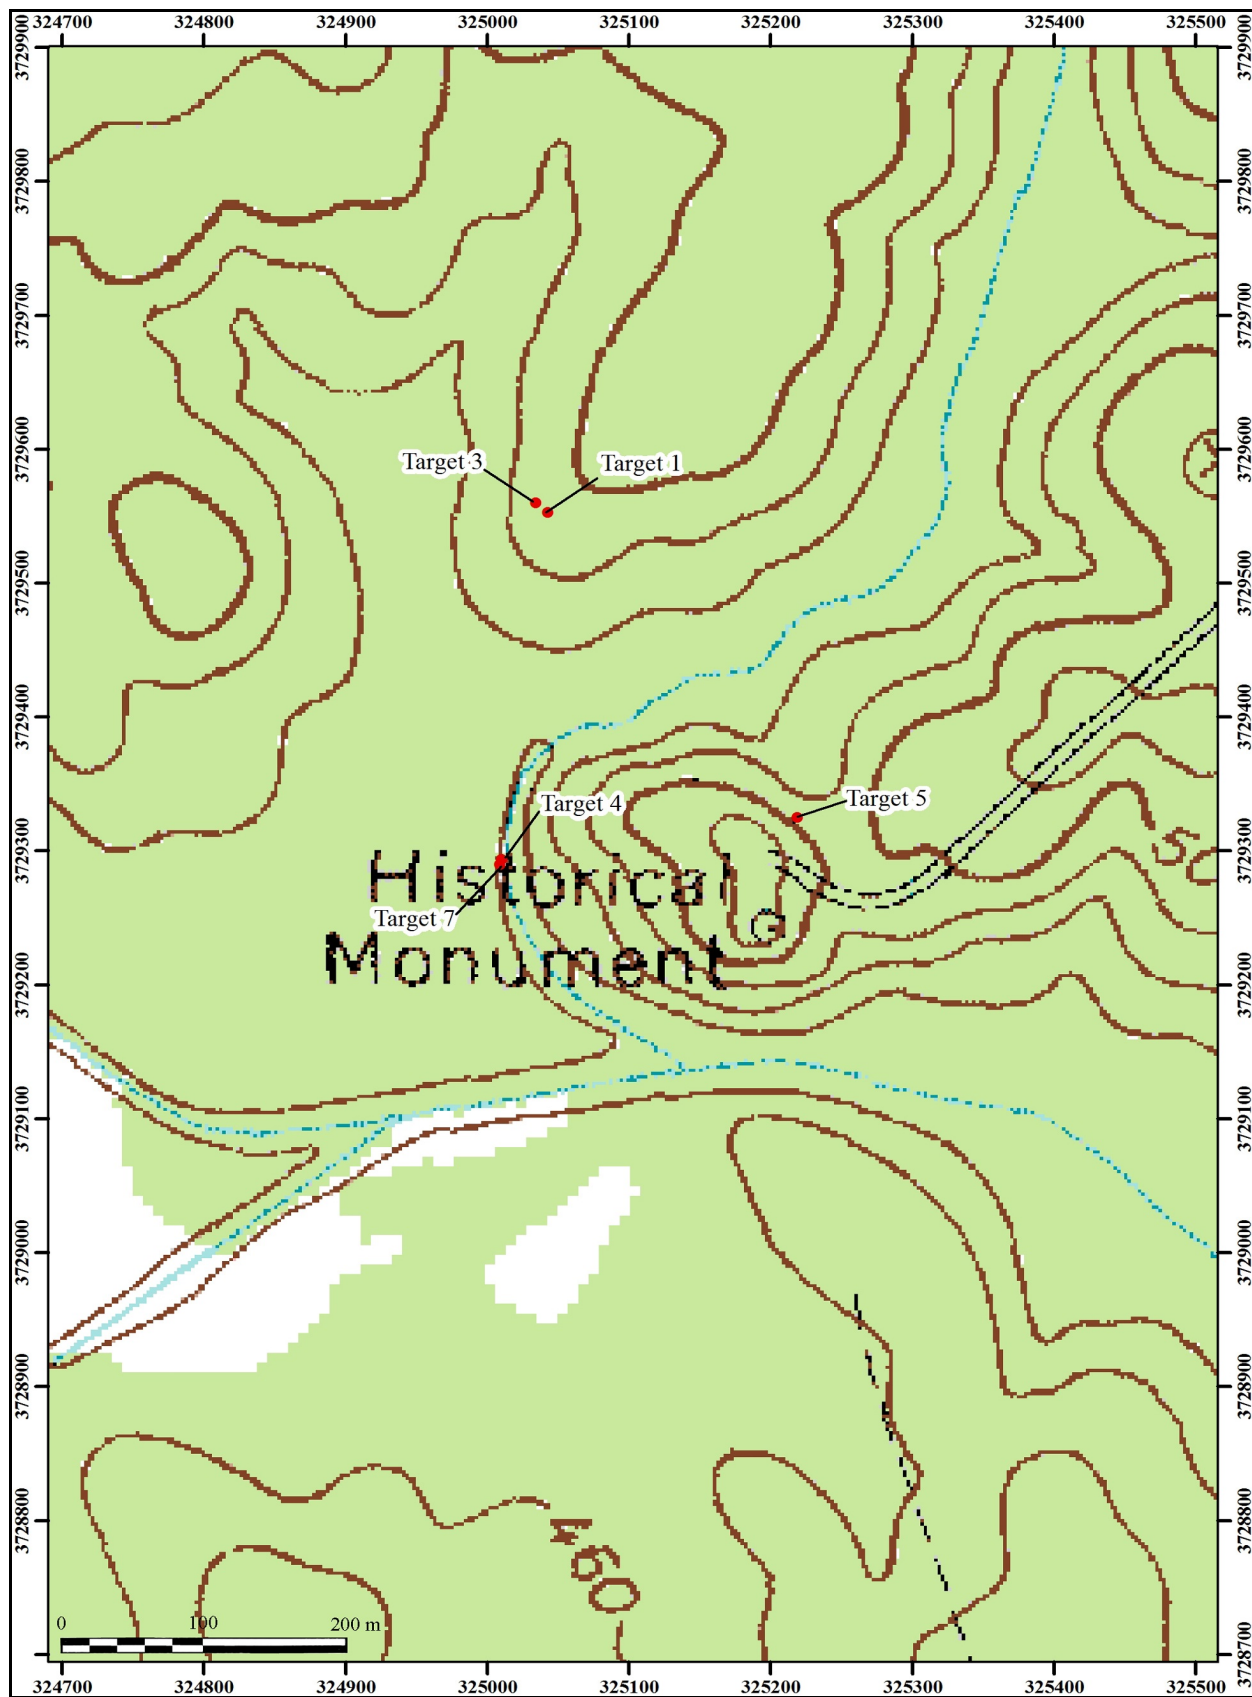 324700 324800 324900 325000 325100 325200 325300 325400 325500
3729900 3729900
3729800 3729800
3729700 3729700
3729600 3729600
Target 3 Target 1
3729500 3729500
3729400 3729400
Target 4 Target 5
3729300 3729300
Historical
Target 7
Monument
3729200 3729200
3729100 3729100
3729000 3729000
3728900 3728900
3728800 3728800
460
3728700 3728700
0 100 200 m
324700 324800 324900 325000 325100 325200 325300 325400 325500